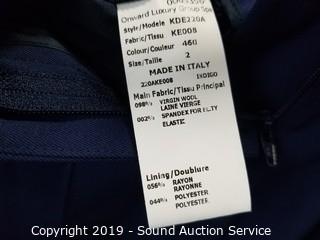 Onward Luxury Group Spa
Style/Modele KDE220A
Fabric/Tissu KE008
Colour/Couleur 460
Size/Taille 2
MADE IN ITALY
220AKE008 INDIGO
Main Fabric/Tissu Principal
098% VIRGIN WOOL
LAINE VIERGE
002% SPANDEX FOR
ELASTIC
Lining/Doublure
056% RAYON
RAYONNE
044% POLYESTER
POLYESTER
Copyright 2019 - Sound Auction Service